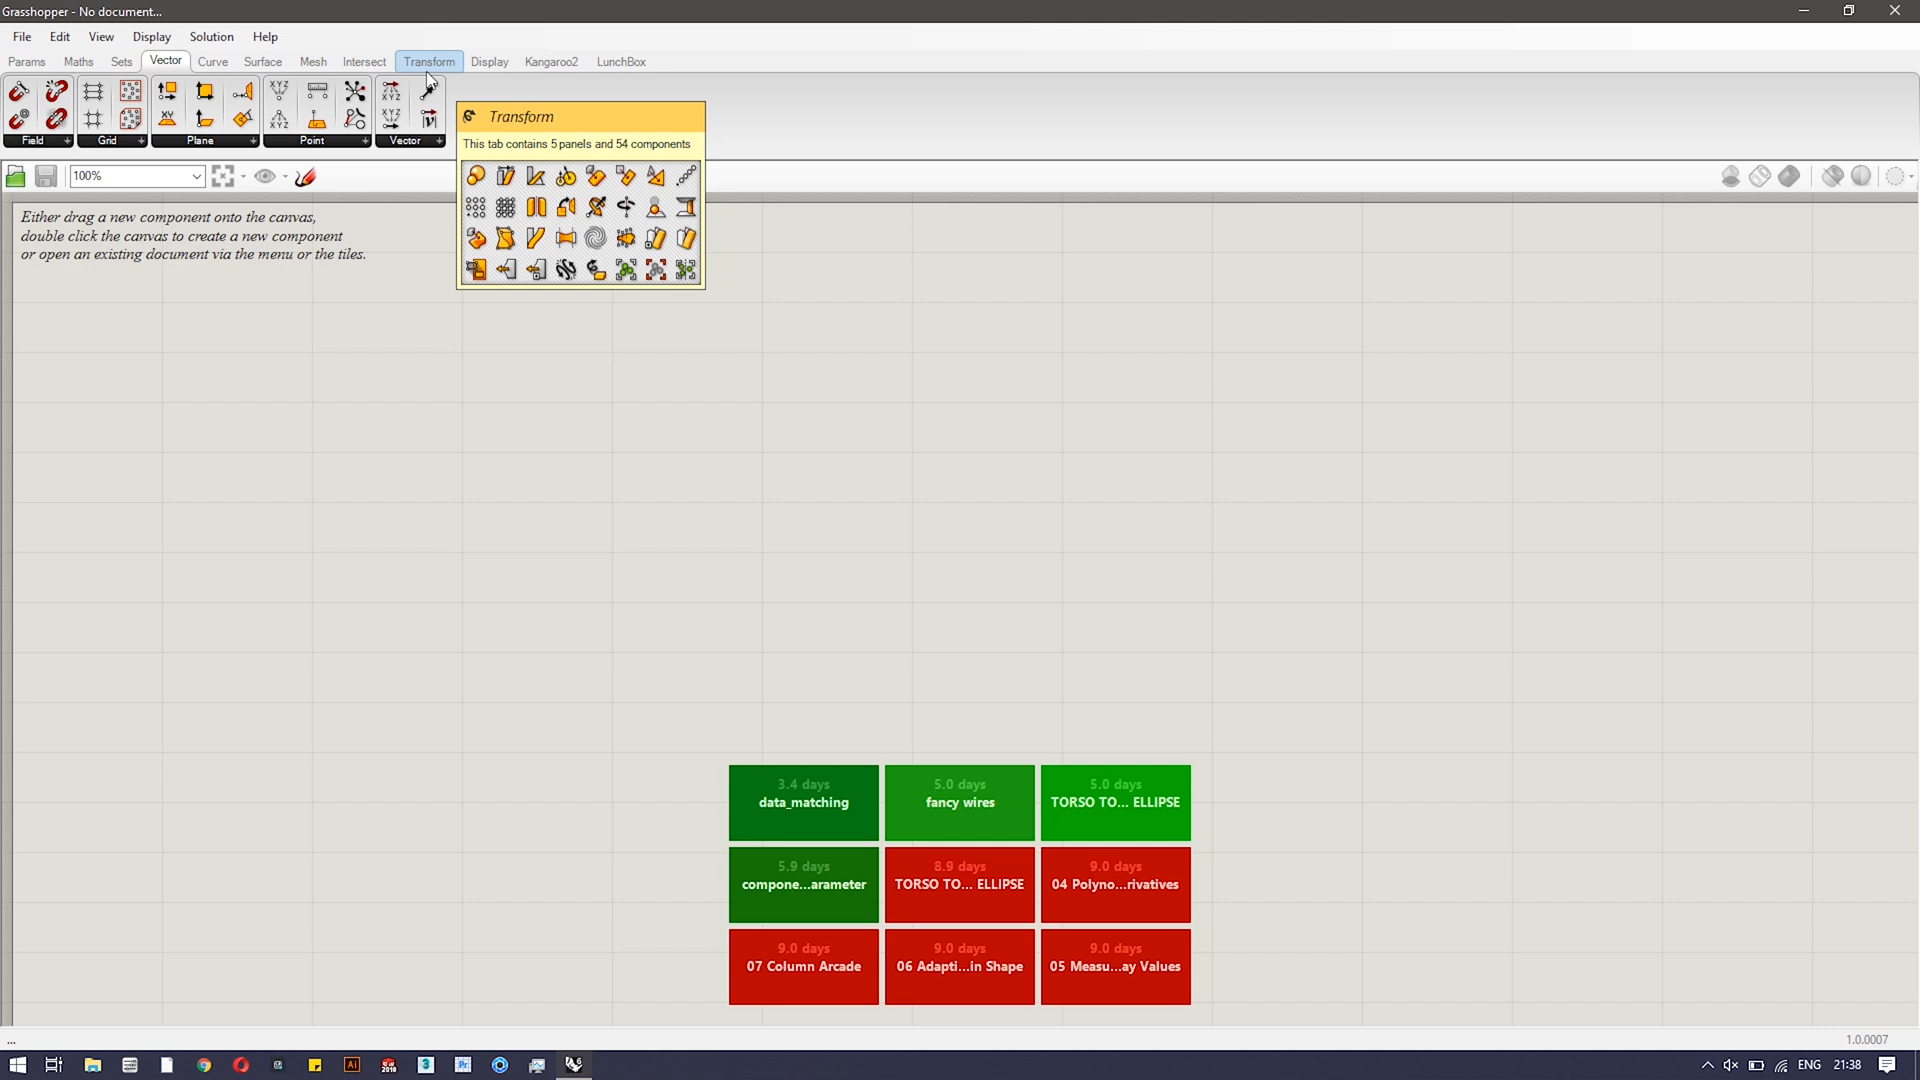 Grasshopper - No document...
File Edit View Display Solution Help
Params Maths Sets Vector Curve Surface Mesh Intersect Transform Display Kangaroo2 LunchBox
Field Grid Plane Point Vector
Transform
This tab contains 5 panels and 54 components
100%
Either drag a new component onto the canvas,
double click the canvas to create a new component
or open an existing document via the menu or the tiles.
3.4 days
data_matching
5.0 days
fancy wires
5.0 days
TORSO TO... ELLIPSE
5.9 days
compone...arameter
8.9 days
TORSO TO... ELLIPSE
9.0 days
04 Polyno...rivatives
9.0 days
07 Column Arcade
9.0 days
06 Adapti...in Shape
9.0 days
05 Measu...ay Values
...
1.0.0007
ENG 21:38